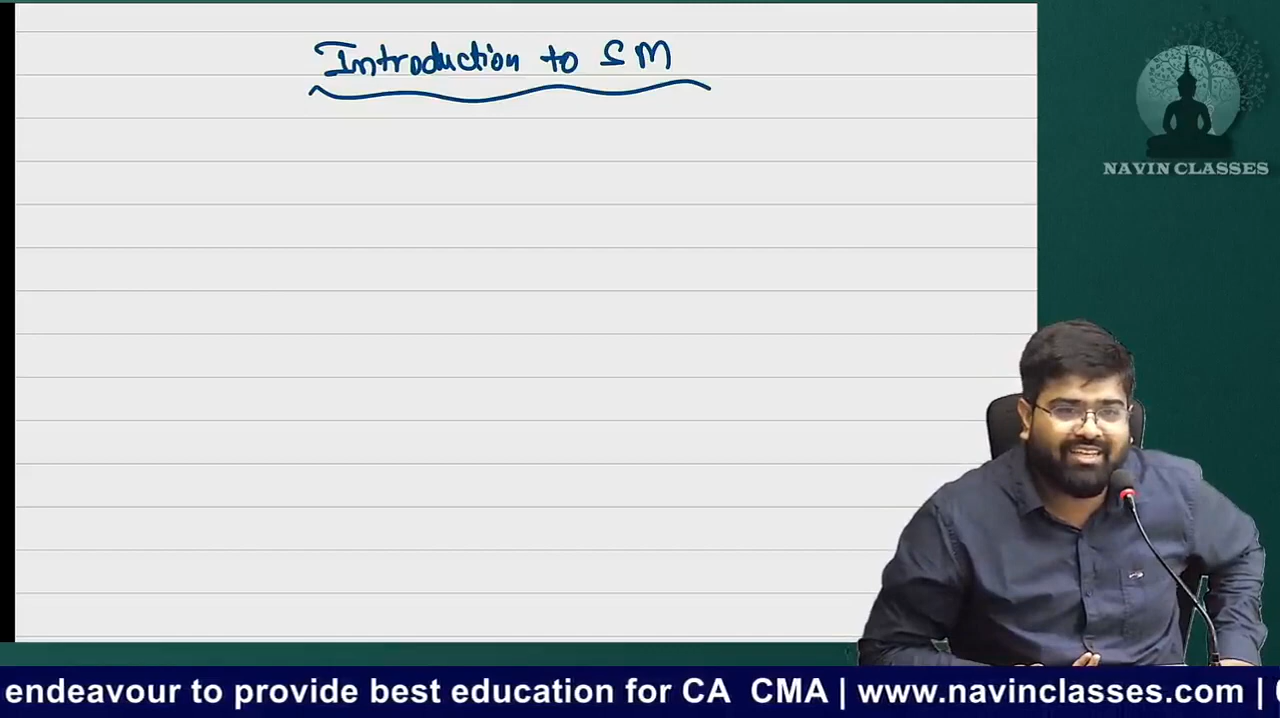 Introduction to SM
NAVIN CLASSES
endeavour to provide best education for CA CMA | www.navinclasses.com |